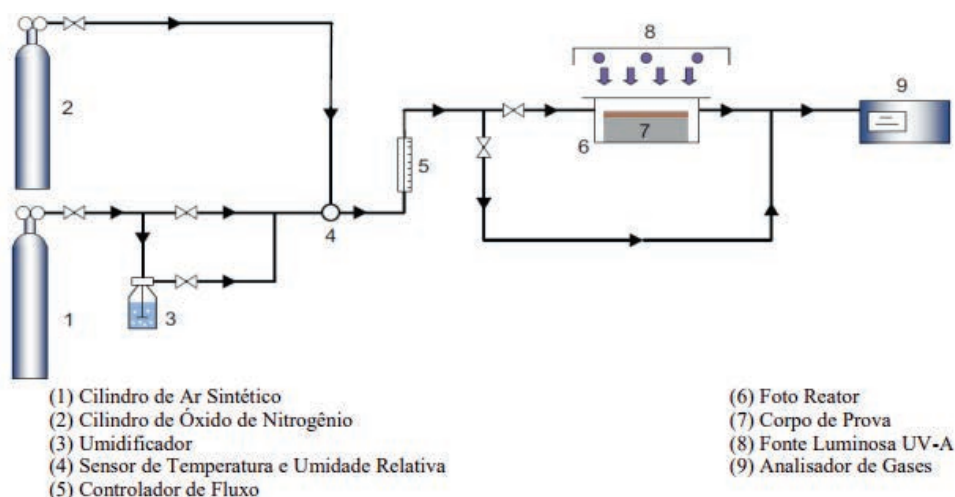 8
2
9
7
6
5
4
1
3
(1) Cilindro de Ar Sintético
(2) Cilindro de Óxido de Nitrogênio
(3) Umidificador
(4) Sensor de Temperatura e Umidade Relativa
(5) Controlador de Fluxo
(6) Foto Reator
(7) Corpo de Prova
(8) Fonte Luminosa UV-A
(9) Analisador de Gases